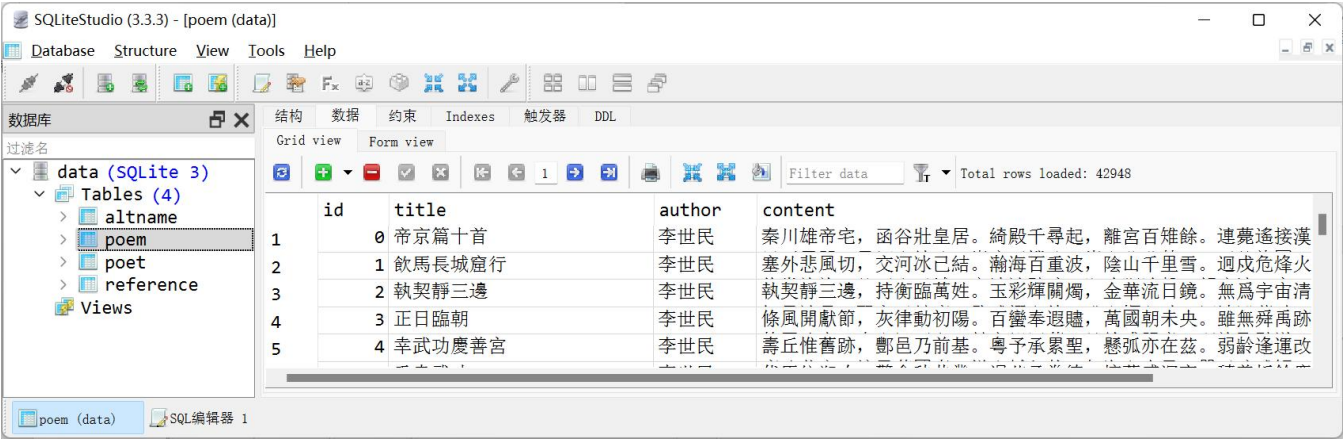 SQLiteStudio (3.3.3) - [poem (data)]
Database Structure View Tools Help
数据库
过滤名
data (SQLite 3)
Tables (4)
altname
poem
poet
reference
Views
结构 数据 约束 Indexes 触发器 DDL
Grid view Form view
1 Filter data Total rows loaded: 42948
id title author content
1 0 帝京篇十首 李世民 秦川雄帝宅，函谷壯皇居。綺殿千尋起，離宮百雉餘。連薨遙接漢
2 1 飲馬長城窟行 李世民 塞外悲風切，交河冰已結。瀚海百重波，陰山千里雪。迴戍危烽火
3 2 執契靜三邊 李世民 執契靜三邊，持衡臨萬姓。玉彩輝關燭，金華流日鏡。無爲宇宙清
4 3 正日臨朝 李世民 條風開獻節，灰律動初陽。百蠻奉遐贐，萬國朝未央。雖無舜禹跡
5 4 幸武功慶善宮 李世民 壽丘惟舊跡，酆邑乃前基。粵予承累聖，懸弧亦在茲。弱齡逢運改
poem (data) SQL编辑器 1